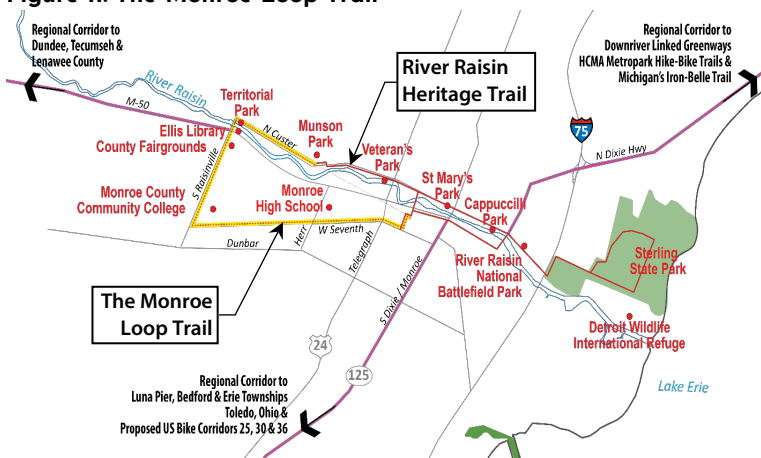 Figure II. The Monroe Loop Trail
Regional Corridor to
Dundee, Tecumseh &
Lenawee County
Regional Corridor to
Downriver Linked Greenways
HCMA Metropark Hike-Bike Trails &
Michigan's Iron-Belle Trail
River Raisin
Heritage Trail
River Raisin
M-50
Territorial
Park
N Custer
Munson
Park
Ellis Library
County Fairgrounds
Veteran's
Park
75
N Dixie Hwy
S Raisinville
St Mary's
Park
Monroe County
Community College
Monroe
High School
Cappuccilli
Park
W Seventh
Herr
Dunbar
Telegraph
River Raisin
National
Battlefield Park
Sterling
State Park
S Dixie / Monroe
The Monroe
Loop Trail
Detroit Wildlife
International Refuge
24
125
Lake Erie
Regional Corridor to
Luna Pier, Bedford & Erie Townships
Toledo, Ohio &
Proposed US Bike Corridors 25, 30 & 36